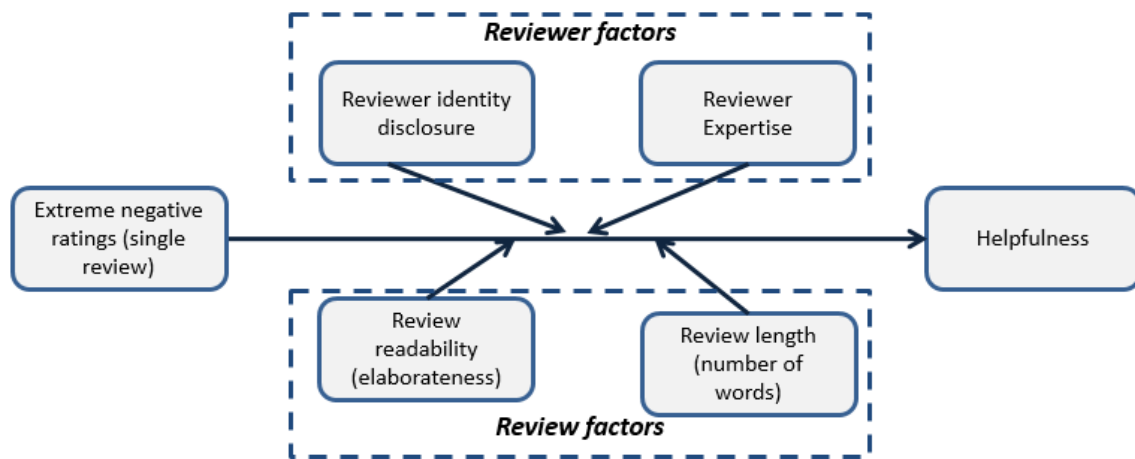 Reviewer factors
Reviewer identity
disclosure
Reviewer
Expertise
Extreme negative
ratings (single
review)
Helpfulness
Review
readability
(elaborateness)
Review length
(number of
words)
Review factors